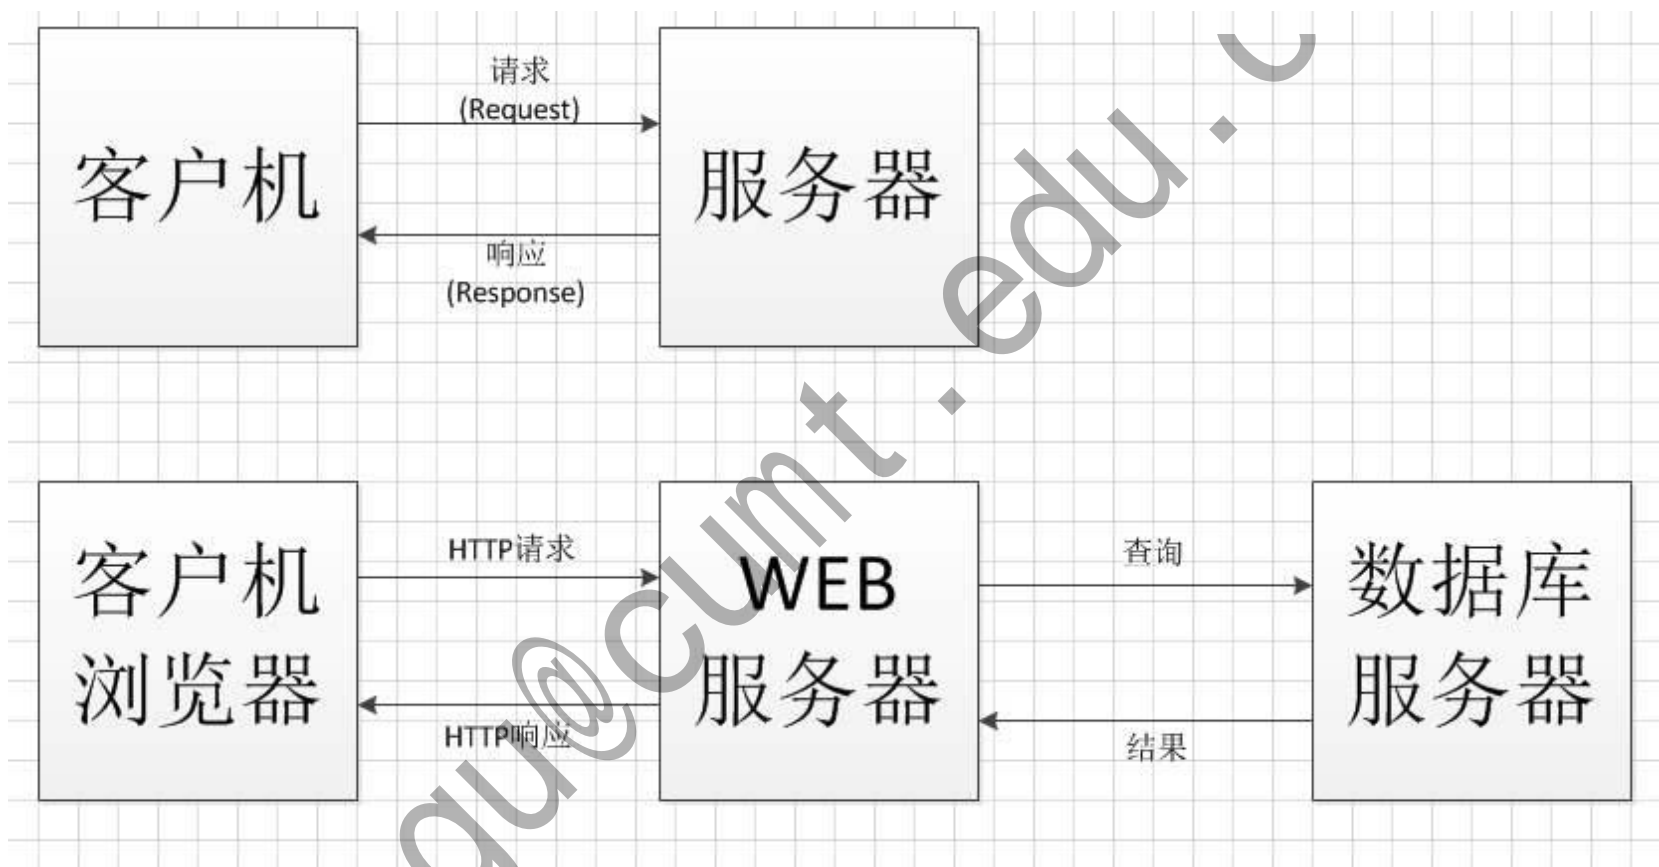 请求
(Request)
客户机
服务器
响应
(Response)
客户机
浏览器
HTTP请求
HTTP响应
WEB
服务器
查询
结果
数据库
服务器
qu@cumt.edu.c